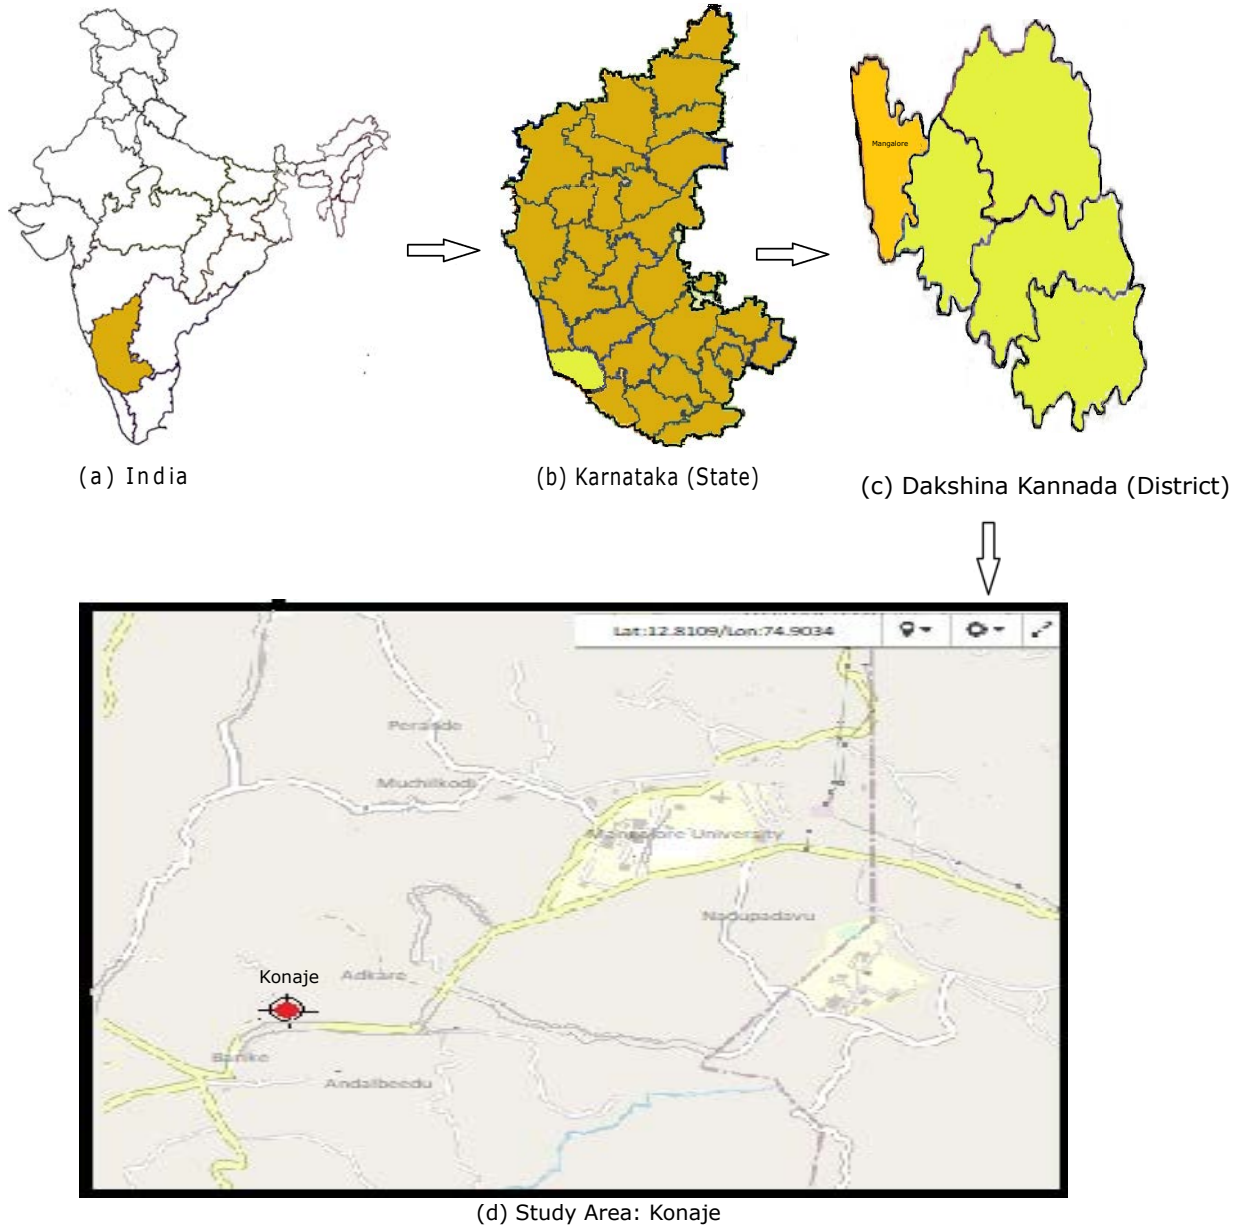 Mangalore
(a) India
(b) Karnataka (State)
(c) Dakshina Kannada (District)
Lat:12.8109/Lon:74.9034
Perande
Muchilkodi
Mangalore University
Nadupadavu
Konaje
Adkare
Banke
Andalbeedu
(d) Study Area: Konaje